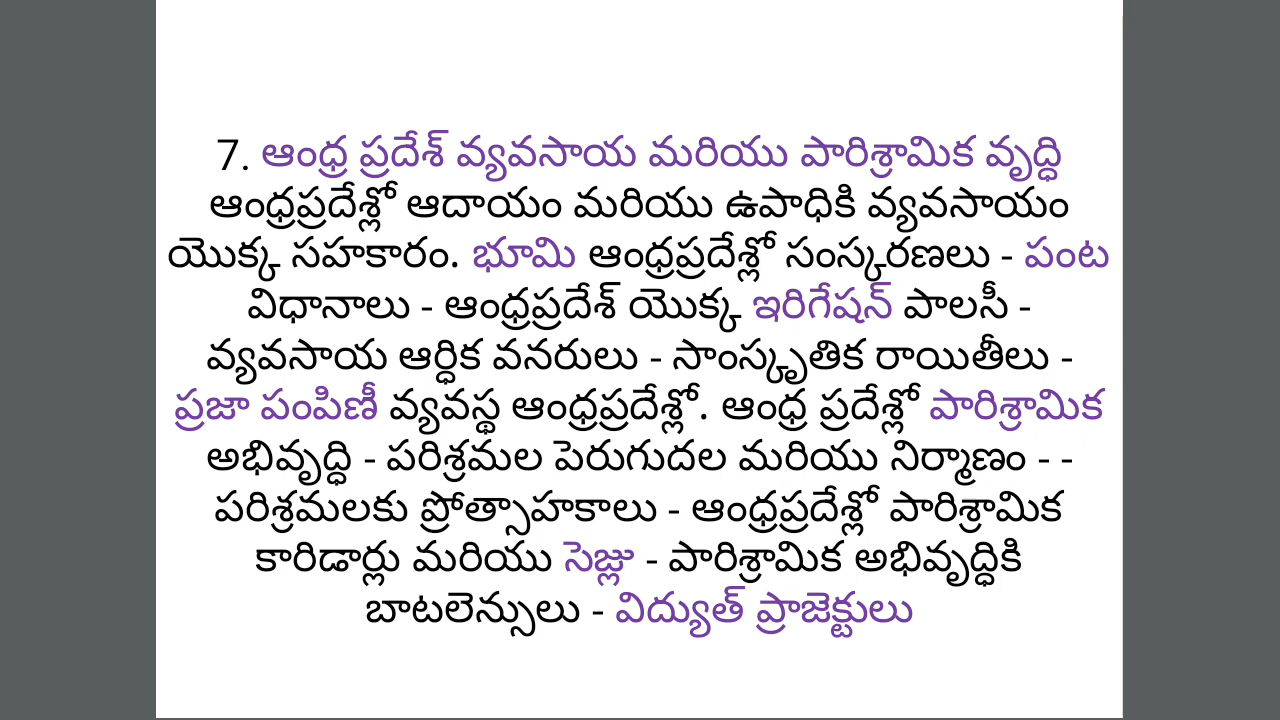 7. ఆంధ్ర ప్రదేశ్ వ్యవసాయ మరియు పారిశ్రామిక వృద్ధి
ఆంధ్రప్రదేశ్లో ఆదాయం మరియు ఉపాధికి వ్యవసాయం
యొక్క సహకారం. భూమి ఆంధ్రప్రదేశ్లో సంస్కరణలు - పంట
విధానాలు - ఆంధ్రప్రదేశ్ యొక్క ఇరిగేషన్ పాలసీ -
వ్యవసాయ ఆర్ధిక వనరులు - సాంస్కృతిక రాయితీలు -
ప్రజా పంపిణీ వ్యవస్థ ఆంధ్రప్రదేశ్లో. ఆంధ్ర ప్రదేశ్లో పారిశ్రామిక
అభివృద్ధి - పరిశ్రమల పెరుగుదల మరియు నిర్మాణం - -
పరిశ్రమలకు ప్రోత్సాహకాలు - ఆంధ్రప్రదేశ్లో పారిశ్రామిక
కారిడార్లు మరియు సెజ్లు - పారిశ్రామిక అభివృద్ధికి
బాటలెన్సులు - విద్యుత్ ప్రాజెక్టులు